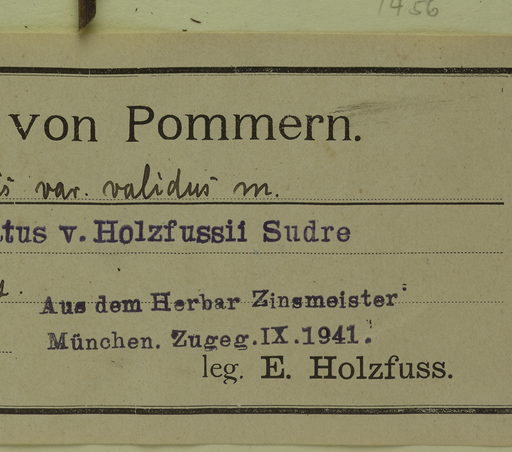 1456
von Pommern.
var. validus m.
tus v. Holzfussii Sudre
Aus dem Herbar Zinsmeister
München. Zugeg. IX. 1941.
leg. E. Holzfuss.